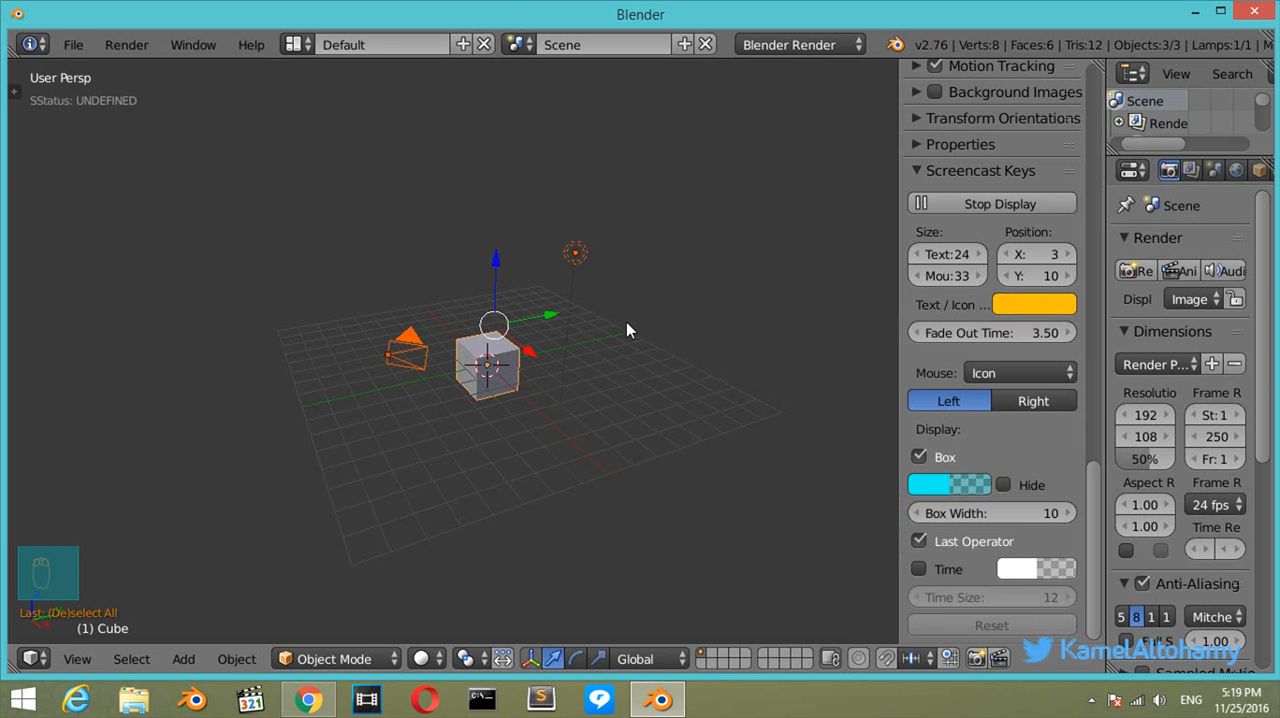 Blender
File Render Window Help Default Scene Blender Render v2.76 | Verts:8 | Faces:6 | Tris:12 | Objects:3/3 | Lamps:1/1 | M
User Persp
SStatus: UNDEFINED
Last: (De)select All
(1) Cube
Motion Tracking
Background Images
Transform Orientations
Properties
Screencast Keys
Stop Display
Size: Position:
Text:24 X: 3
Mou:33 Y: 10
Text / Icon ...
Fade Out Time: 3.50
Mouse: Icon
Left Right
Display:
Box
Hide
Box Width: 10
Last Operator
Time
Time Size: 12
Reset
View Search
Scene
Rende
Scene
Render
Re Ani Audi
Displ Image
Dimensions
Render P...
Resolutio Frame R
192 St: 1
108 250
50% Fr: 1
Aspect R Frame R
1.00 24 fps
1.00 Time Re
Anti-Aliasing
5 8 1 1 Mitche
Full S 1.00
Sampled Motio
KamelAltohamy
View Select Add Object Object Mode Global
321
S
ENG
5:19 PM
11/25/2016